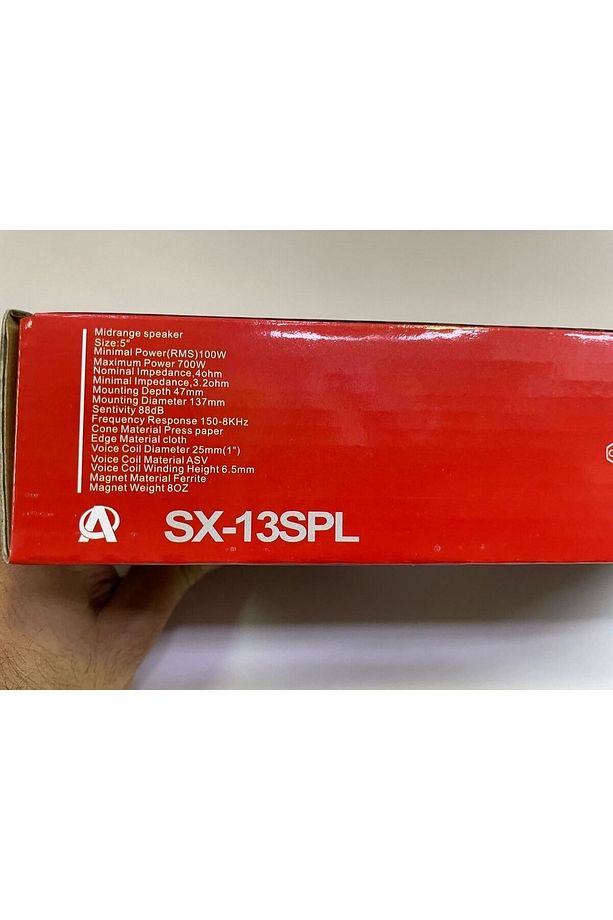 Midrange speaker
Size:5"
Minimal Power(RMS)100W
Maximum Power 700W
Nominal Impedance,4ohm
Minimal Impedance,3.2ohm
Mounting Depth 47mm
Mounting Diameter 137mm
Sentivity 88dB
Frequency Response 150-8KHz
Cone Material Press paper
Edge Material cloth
Voice Coil Diameter 25mm(1")
Voice Coil Material ASV
Voice Coil Winding Height 6.5mm
Magnet Material Ferrite
Magnet Weight 8OZ
SX-13SPL